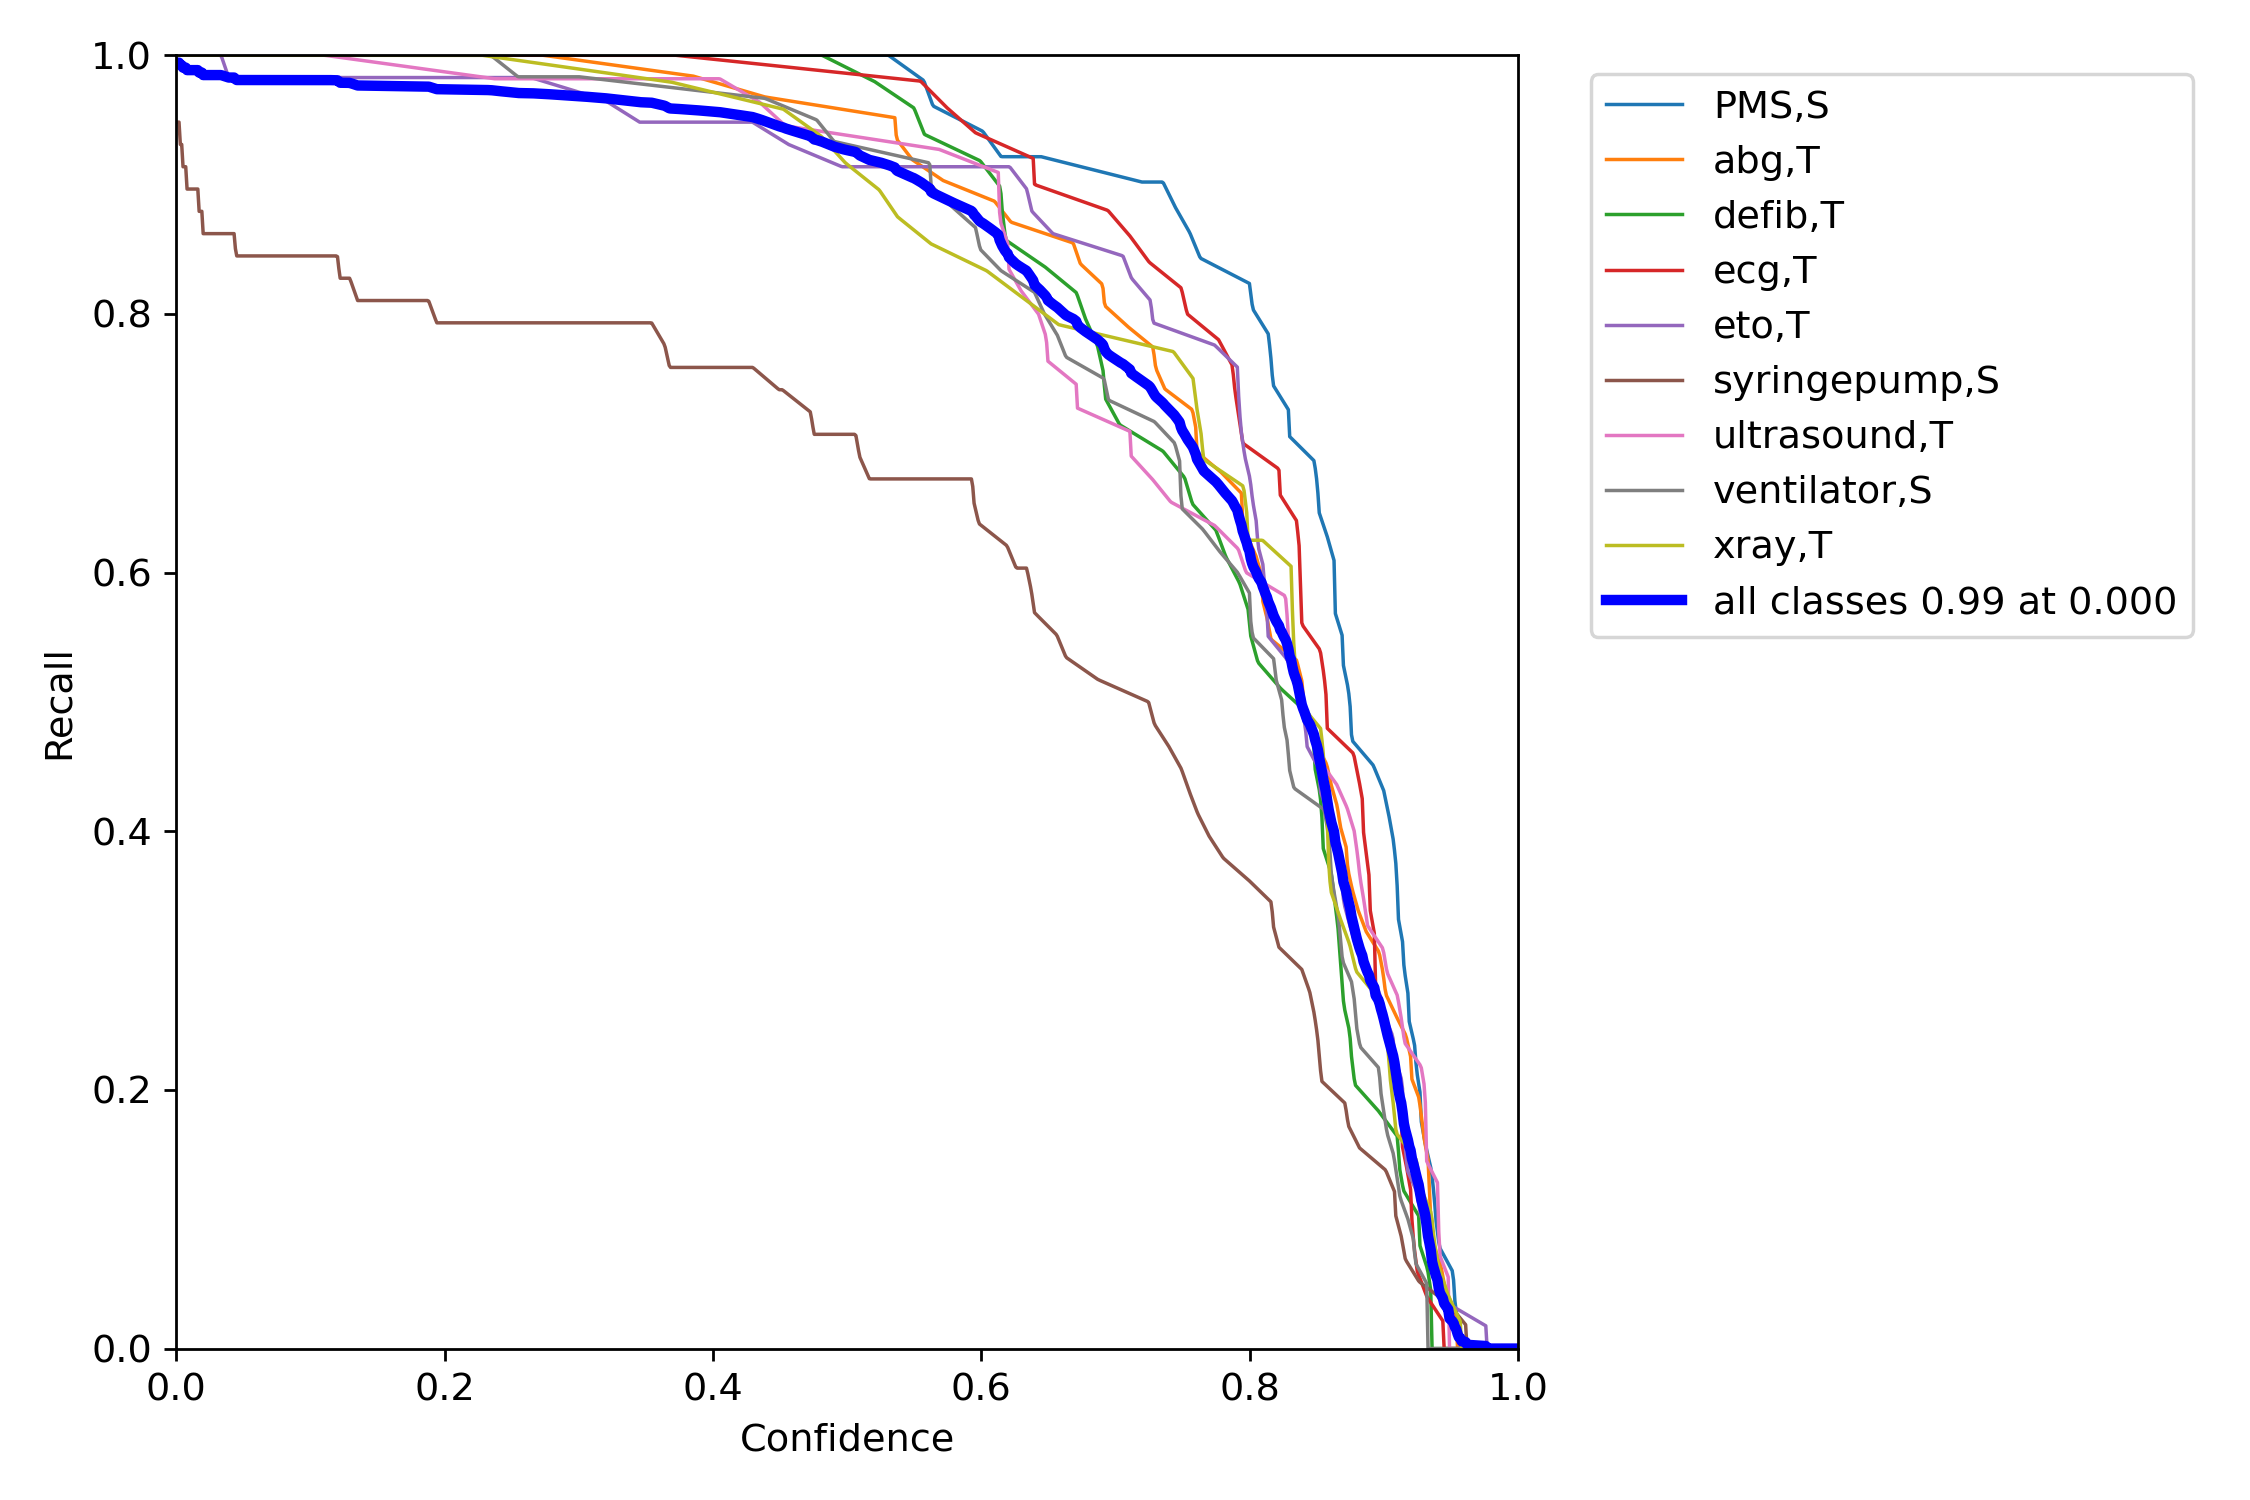 1.0
0.8
0.6
0.4
0.2
0.0
Recall
0.0 0.2 0.4 0.6 0.8 1.0
Confidence
PMS,S
abg,T
defib,T
ecg,T
eto,T
syringepump,S
ultrasound,T
ventilator,S
xray,T
all classes 0.99 at 0.000